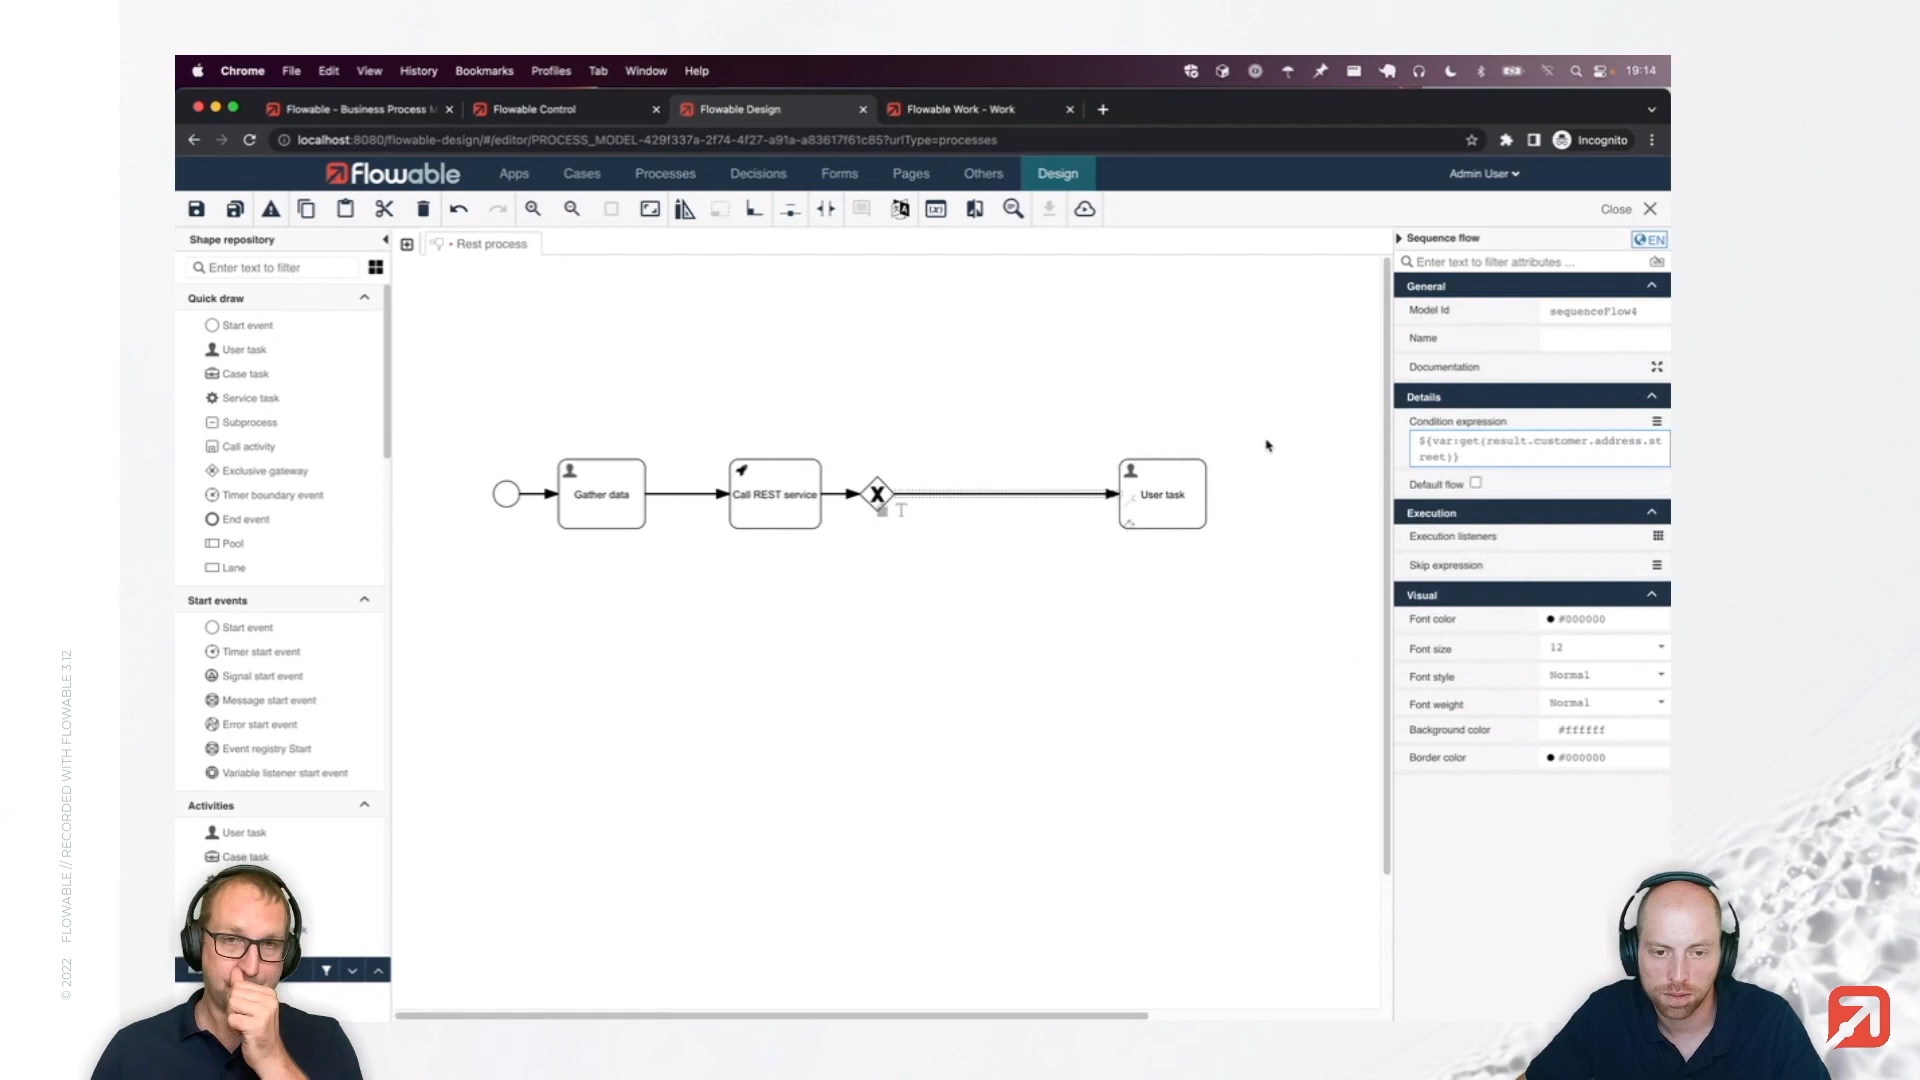 Chrome File Edit View History Bookmarks Profiles Tab Window Help 19:14
Flowable - Business Process M Flowable Control Flowable Design Flowable Work - Work
localhost:8080/flowable-design/#/editor/PROCESS_MODEL-429f337a-2f74-4f27-a91a-a83617f61c85?urlType=processes Incognito
flowable Apps Cases Processes Decisions Forms Pages Others Design Admin User
Close
Shape repository
Enter text to filter
Quick draw
Start event
User task
Case task
Service task
Subprocess
Call activity
Exclusive gateway
Timer boundary event
End event
Pool
Lane
Start events
Start event
Timer start event
Signal start event
Message start event
Error start event
Event registry Start
Variable listener start event
Activities
User task
Case task
• Rest process
Gather data
Call REST service
X
T
User task
Sequence flow EN
Enter text to filter attributes ...
General
Model Id sequenceFlow4
Name
Documentation
Details
Condition expression
${var:get(result.customer.address.st
reet)}
Default flow
Execution
Execution listeners
Skip expression
Visual
Font color #000000
Font size 12
Font style Normal
Font weight Normal
Background color #ffffff
Border color #000000
© 2022 FLOWABLE // RECORDED WITH FLOWABLE 3.12